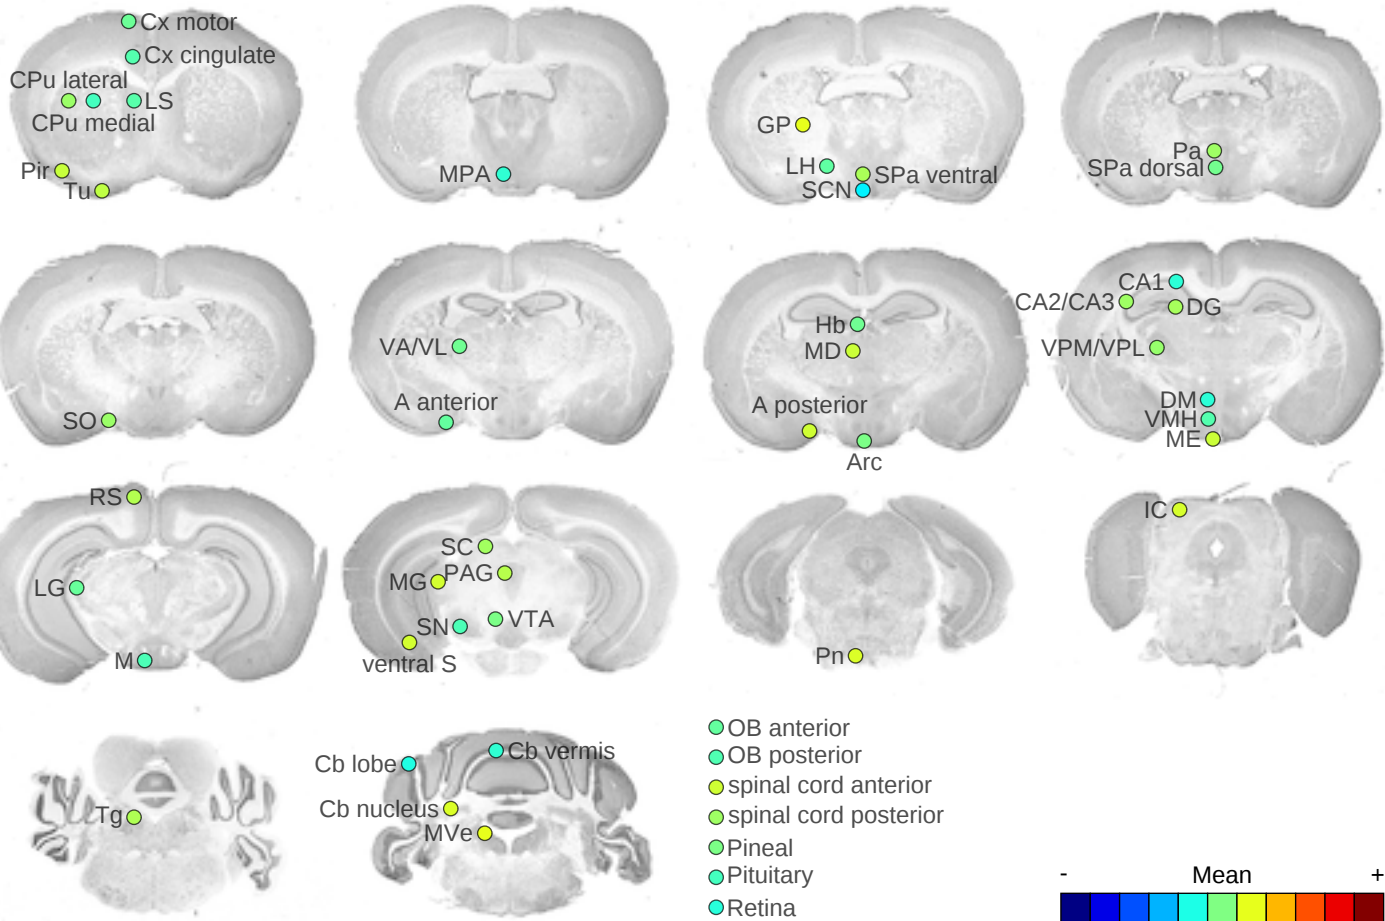 Cx motor
Cx cingulate
CPu lateral
LS
CPu medial
Pir
Tu
MPA
GP
LH
SPa ventral
SCN
Pa
SPa dorsal
SO
VA/VL
A anterior
Hb
MD
A posterior
Arc
CA1
CA2/CA3
DG
VPM/VPL
DM
VMH
ME
RS
LG
M
SC
MG
PAG
SN
VTA
ventral S
Pn
IC
Tg
Cb lobe
Cb vermis
Cb nucleus
MVe
OB anterior
OB posterior
spinal cord anterior
spinal cord posterior
Pineal
Pituitary
Retina
- Mean +